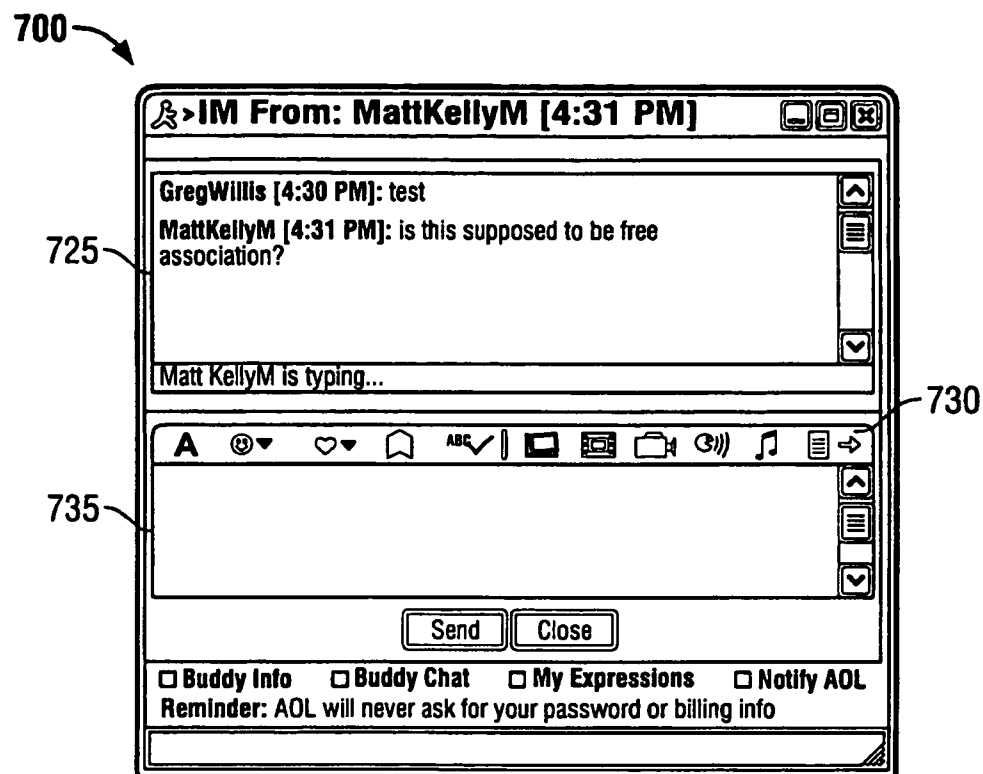 700
>IM From: MattKellyM [4:31 PM]
GregWillis [4:30 PM]: test
MattKellyM [4:31 PM]: is this supposed to be free
association?
725
Matt KellyM is typing...
730
A
ABC
735
Send Close
Buddy Info Buddy Chat My Expressions Notify AOL
Reminder: AOL will never ask for your password or billing info